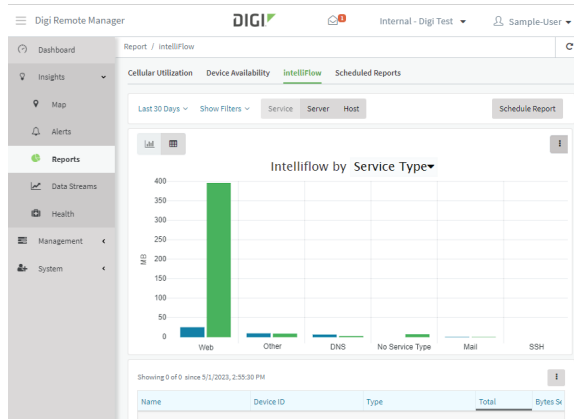 Digi Remote Manager
DIGI
Internal - Digi Test
Sample-User
Dashboard
Insights
Map
Alerts
Reports
Data Streams
Health
Management
System
Report / intelliFlow
Cellular Utilization Device Availability intelliFlow Scheduled Reports
Last 30 Days Show Filters Service Server Host Schedule Report
Intelliflow by Service Type
MB
400
350
300
250
200
150
100
50
0
Web Other DNS No Service Type Mail SSH
Showing 0 of 0 since 5/1/2023, 2:55:30 PM
Name Device ID Type Total Bytes Se